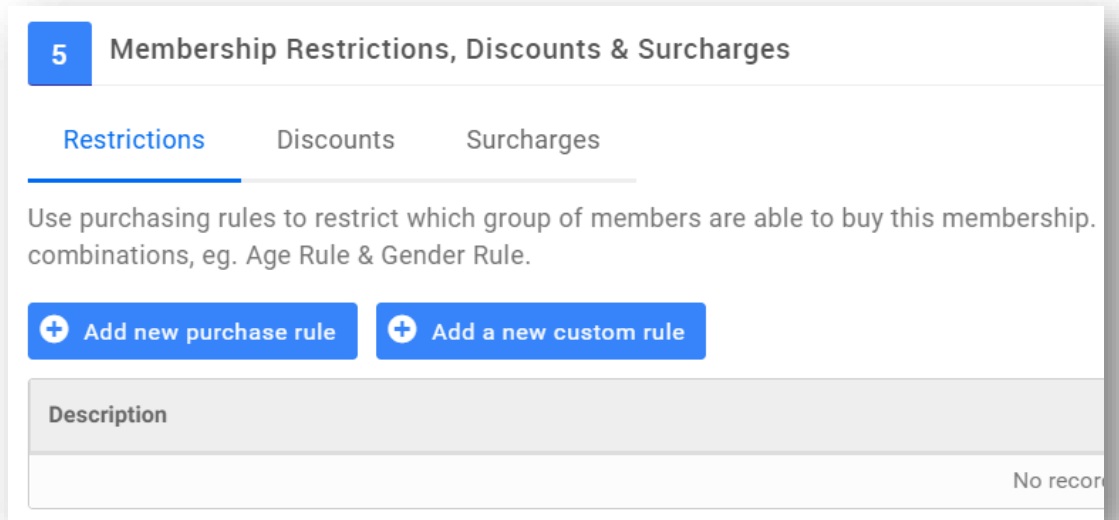 5 Membership Restrictions, Discounts & Surcharges
Restrictions Discounts Surcharges
Use purchasing rules to restrict which group of members are able to buy this membership.
combinations, eg. Age Rule & Gender Rule.
Add new purchase rule Add a new custom rule
Description
No recor